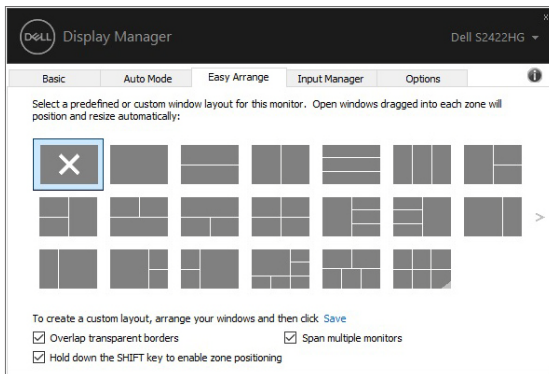 DELL Display Manager
Dell S2422HG
Basic Auto Mode Easy Arrange Input Manager Options
Select a predefined or custom window layout for this monitor. Open windows dragged into each zone will
position and resize automatically:
To create a custom layout, arrange your windows and then click Save
Overlap transparent borders
Span multiple monitors
Hold down the SHIFT key to enable zone positioning